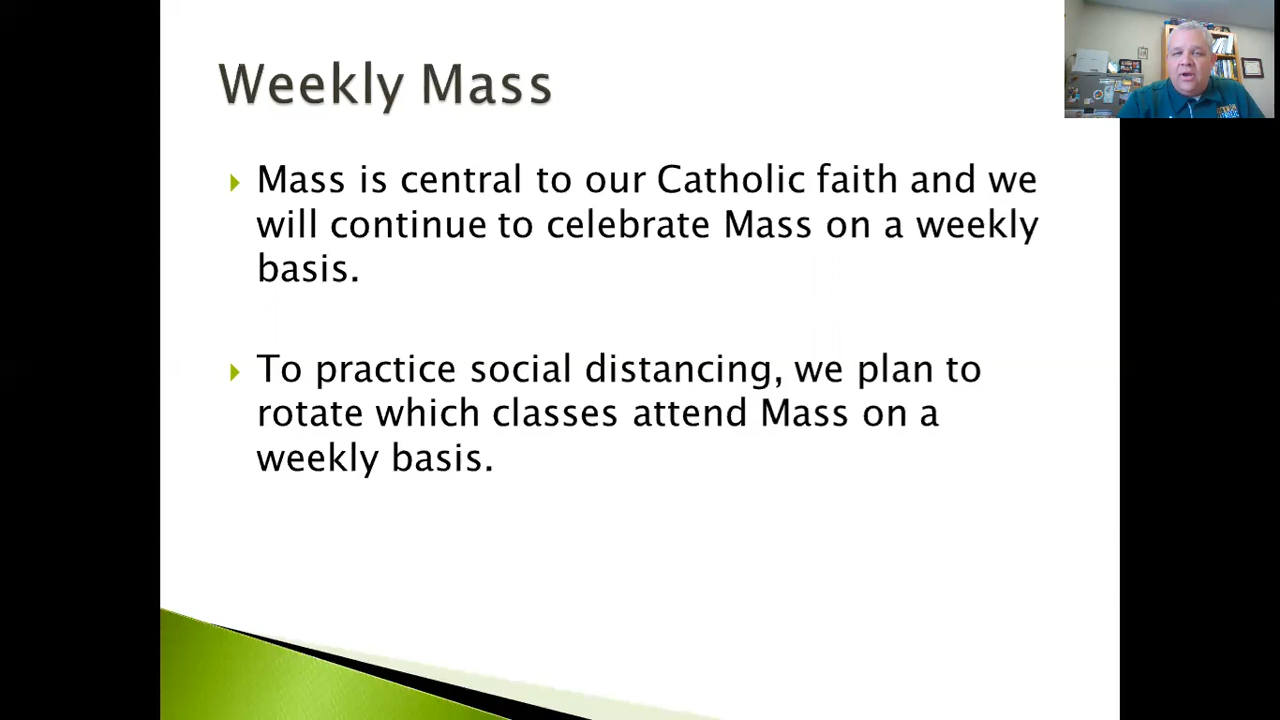 Weekly Mass
Mass is central to our Catholic faith and we
will continue to celebrate Mass on a weekly
basis.
To practice social distancing, we plan to
rotate which classes attend Mass on a
weekly basis.